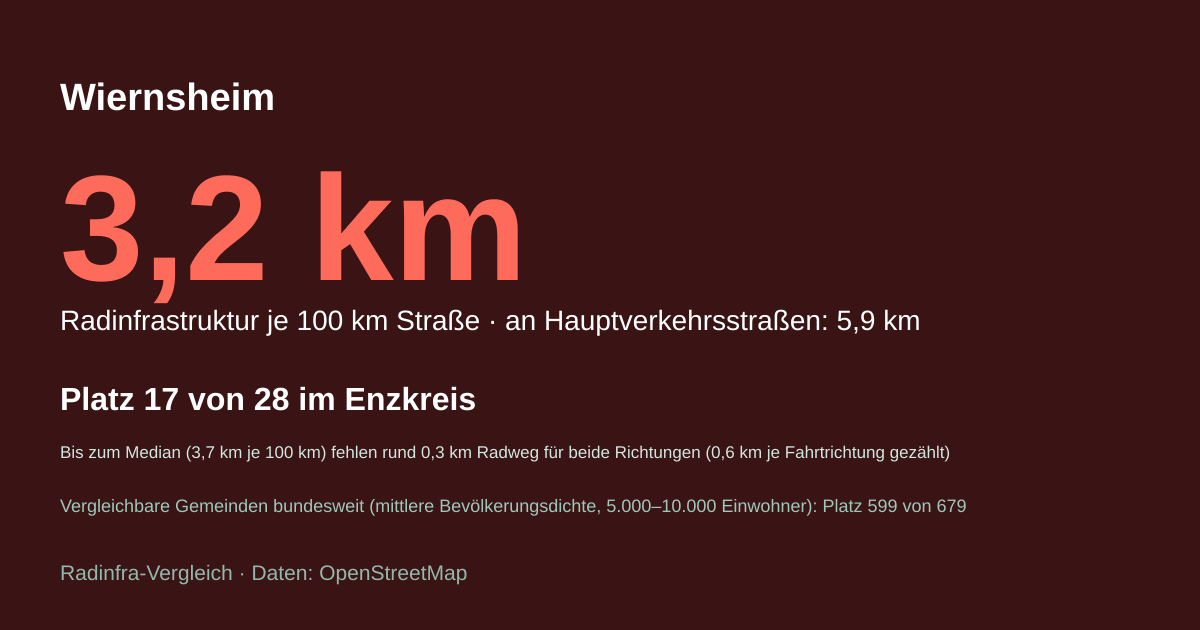 Wiernsheim
3,2 km
Radinfrastruktur je 100 km Straße · an Hauptverkehrsstraßen: 5,9 km
Platz 17 von 28 im Enzkreis
Bis zum Median (3,7 km je 100 km) fehlen rund 0,3 km Radweg für beide Richtungen (0,6 km je Fahrtrichtung gezählt)
Vergleichbare Gemeinden bundesweit (mittlere Bevölkerungsdichte, 5.000–10.000 Einwohner): Platz 599 von 679
Radinfra-Vergleich · Daten: OpenStreetMap